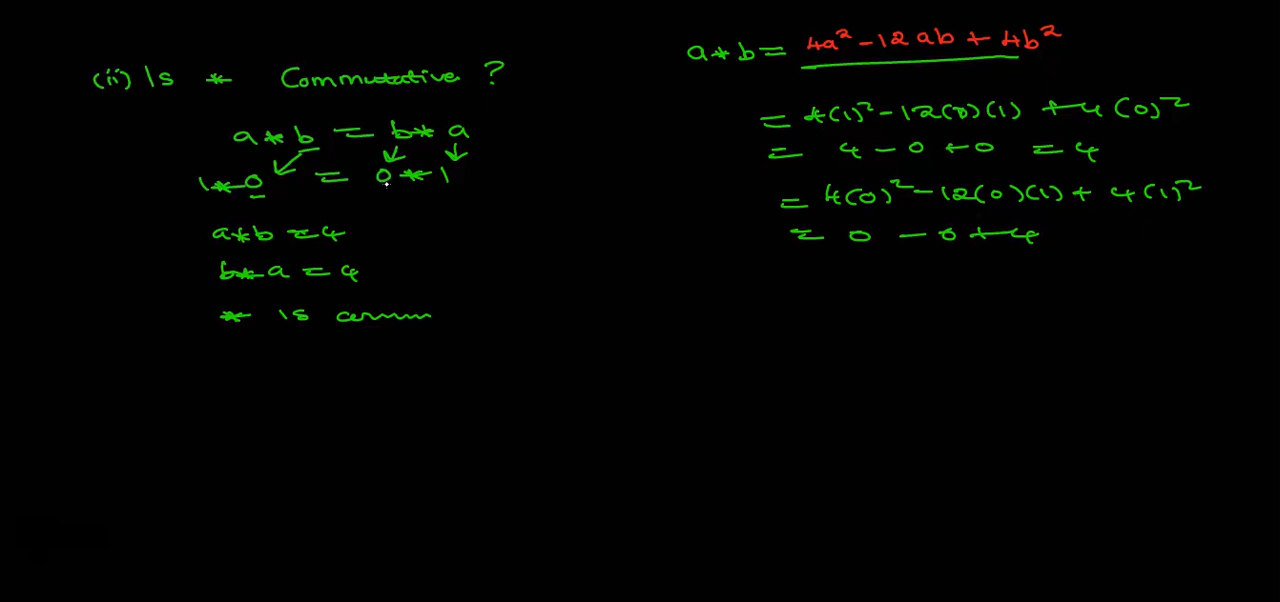 (ii) Is * Commutative ?
a * b = b * a
1 * 0 = 0 * 1
a * b = 4
b * a = 4
* is comm
a * b = 4a² - 12ab + 4b²
= 4(1)² - 12(0)(1) + 4(0)²
= 4 - 0 + 0 = 4
= 4(0)² - 12(0)(1) + 4(1)²
= 0 - 0 + 4